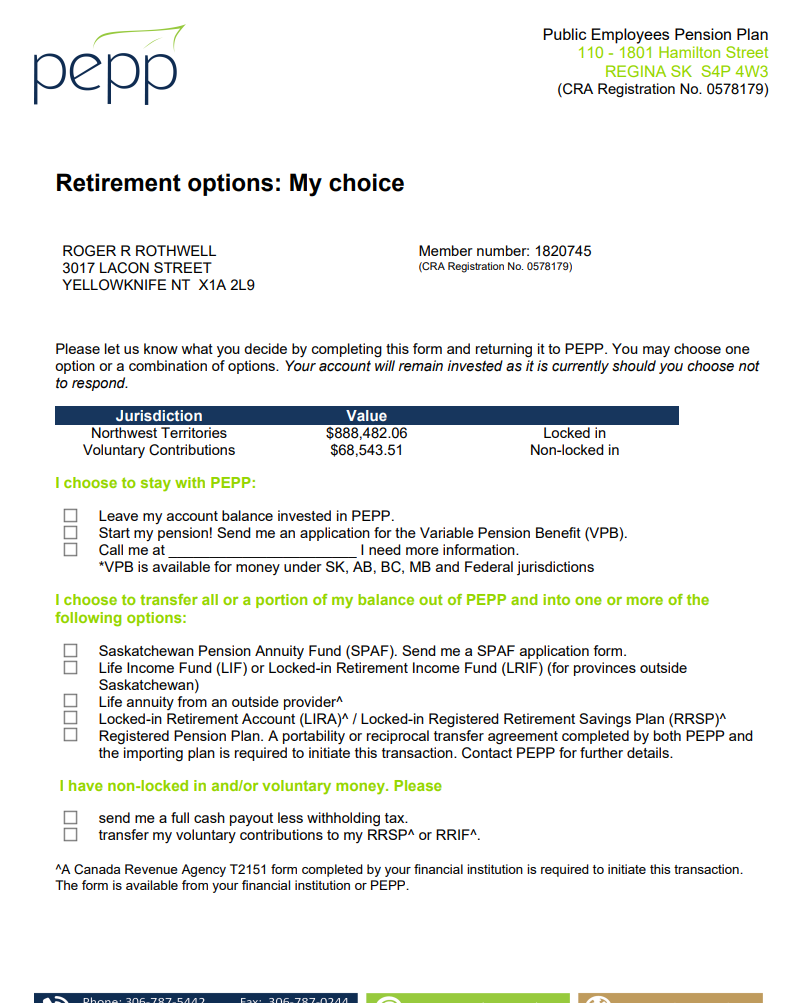 pepp
Public Employees Pension Plan
110 - 1801 Hamilton Street
REGINA SK  S4P 4W3
(CRA Registration No. 0578179)
Retirement options: My choice
ROGER R ROTHWELL
3017 LACON STREET
YELLOWKNIFE NT  X1A 2L9
Member number: 1820745
(CRA Registration No. 0578179)
Please let us know what you decide by completing this form and returning it to PEPP. You may choose one
option or a combination of options. Your account will remain invested as it is currently should you choose not
to respond.
Jurisdiction Value
Northwest Territories $888,482.06 Locked in
Voluntary Contributions $68,543.51 Non-locked in
I choose to stay with PEPP:
☐ Leave my account balance invested in PEPP.
☐ Start my pension! Send me an application for the Variable Pension Benefit (VPB).
☐ Call me at _______________________ I need more information.
*VPB is available for money under SK, AB, BC, MB and Federal jurisdictions
I choose to transfer all or a portion of my balance out of PEPP and into one or more of the
following options:
☐ Saskatchewan Pension Annuity Fund (SPAF). Send me a SPAF application form.
☐ Life Income Fund (LIF) or Locked-in Retirement Income Fund (LRIF) (for provinces outside
Saskatchewan)
☐ Life annuity from an outside provider^
☐ Locked-in Retirement Account (LIRA)^ / Locked-in Registered Retirement Savings Plan (RRSP)^
☐ Registered Pension Plan. A portability or reciprocal transfer agreement completed by both PEPP and
the importing plan is required to initiate this transaction. Contact PEPP for further details.
I have non-locked in and/or voluntary money. Please
☐ send me a full cash payout less withholding tax.
☐ transfer my voluntary contributions to my RRSP^ or RRIF^.
^A Canada Revenue Agency T2151 form completed by your financial institution is required to initiate this transaction.
The form is available from your financial institution or PEPP.
Phone: 306-787-5442 Fax: 306-787-0244